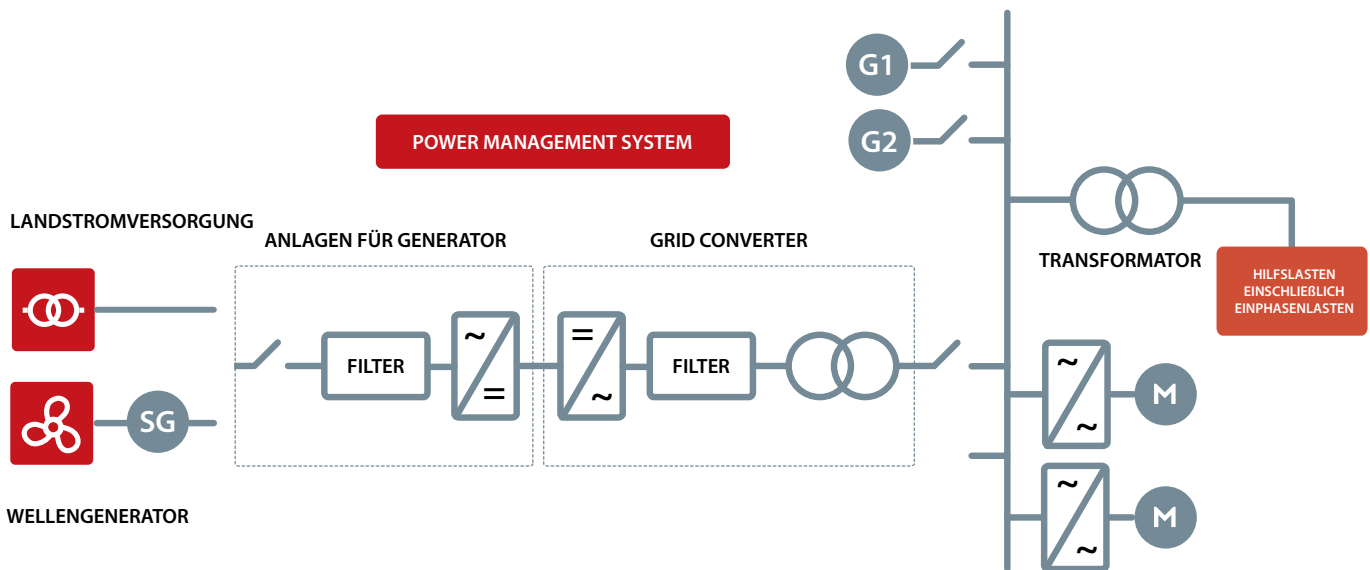 G1
POWER MANAGEMENT SYSTEM
G2
LANDSTROMVERSORGUNG
ANLAGEN FÜR GENERATOR
GRID CONVERTER
TRANSFORMATOR
HILFSLASTEN
EINSCHLIEßLICH
EINPHASENLASTEN
~
=
FILTER
=
~
FILTER
~
~
M
SG
WELLENGENERATOR
~
~
M